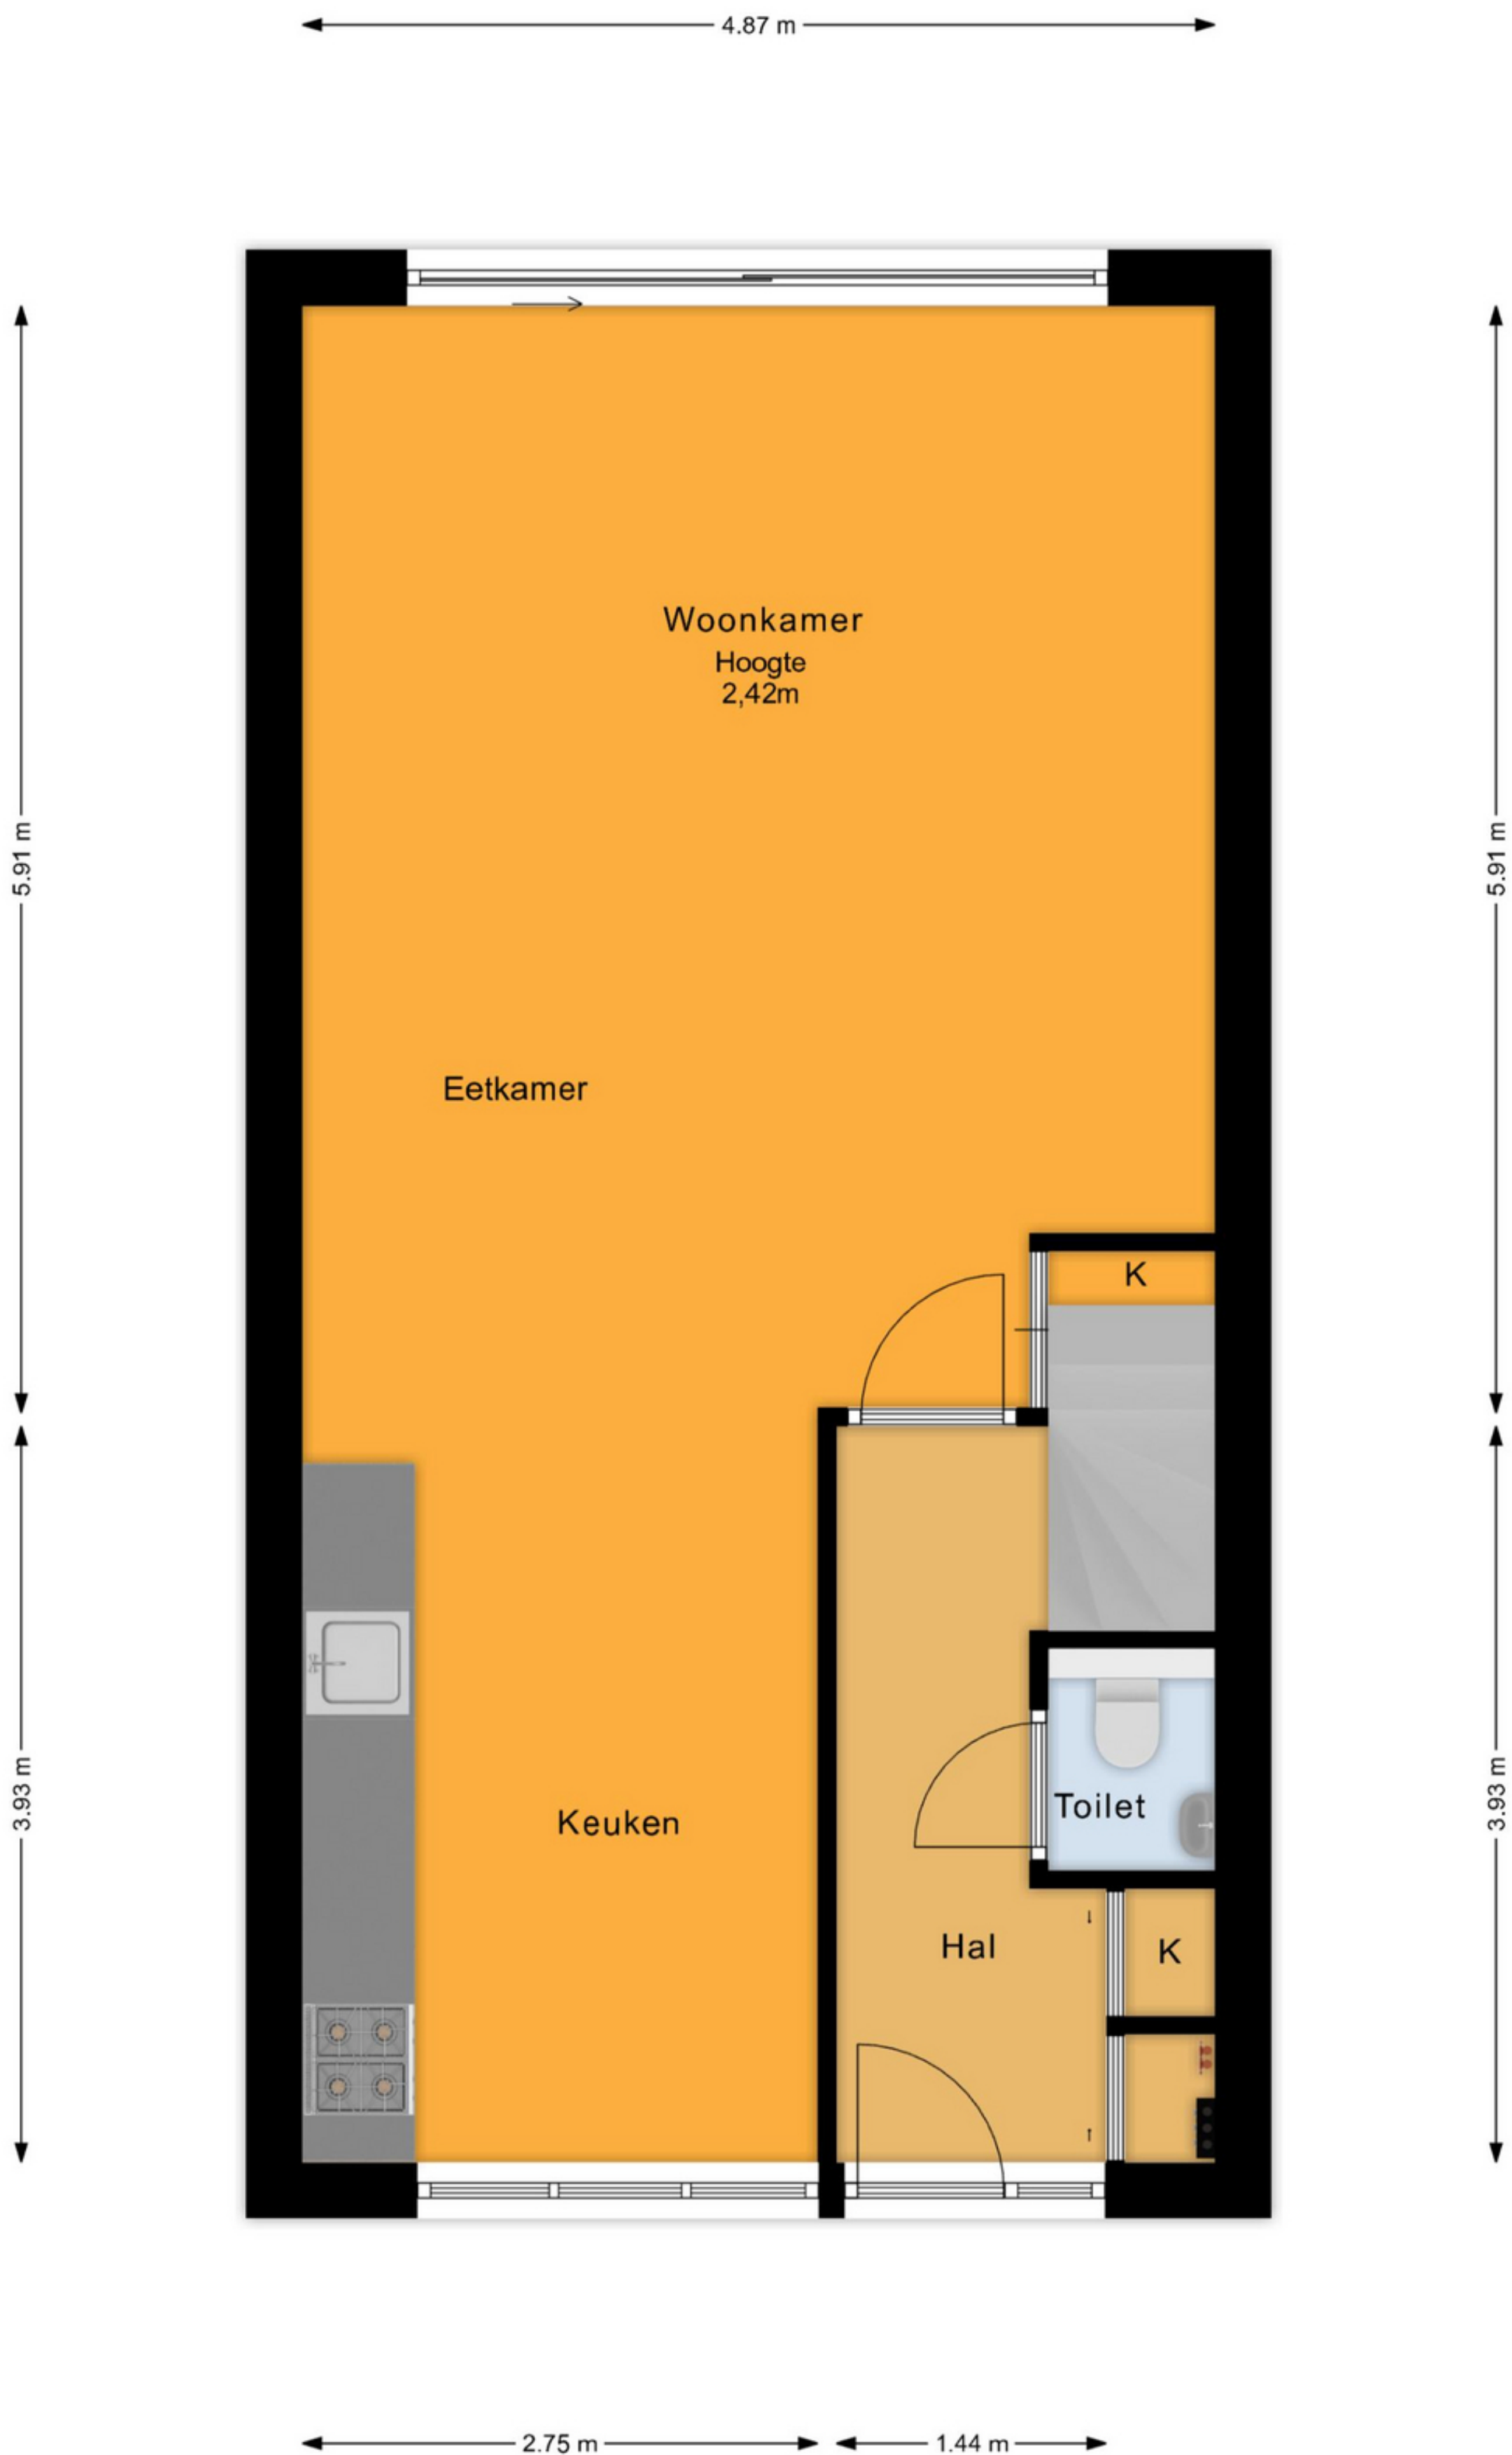 4.87 m
Woonkamer
Hoogte
2,42m
5.91 m
5.91 m
Eetkamer
K
3.93 m
3.93 m
Toilet
Keuken
Hal
K
2.75 m
1.44 m